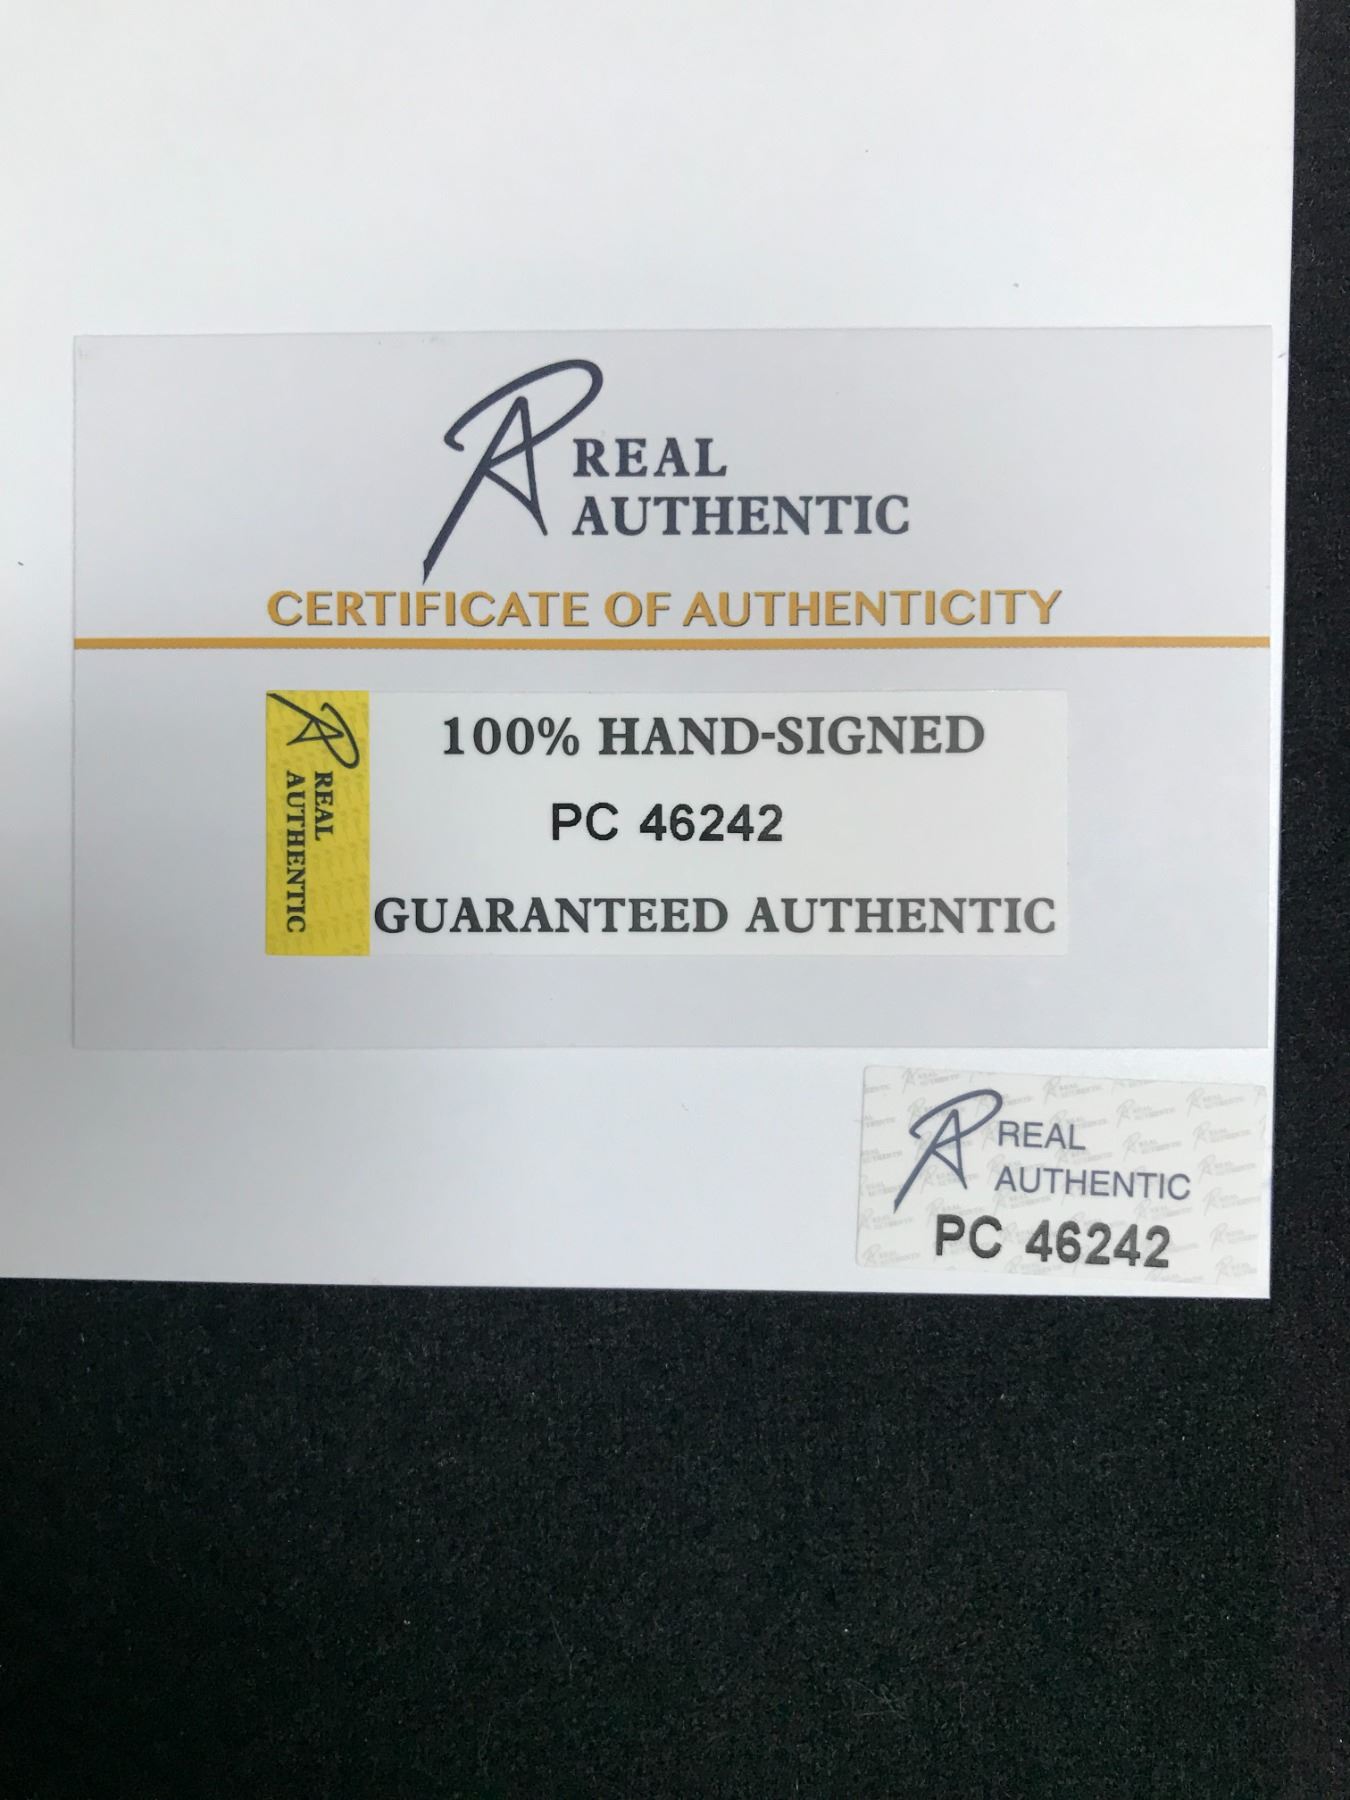 REAL
AUTHENTIC
CERTIFICATE OF AUTHENTICITY
REAL
AUTHENTIC
100% HAND-SIGNED
PC 46242
GUARANTEED AUTHENTIC
REAL
AUTHENTIC
PC 46242